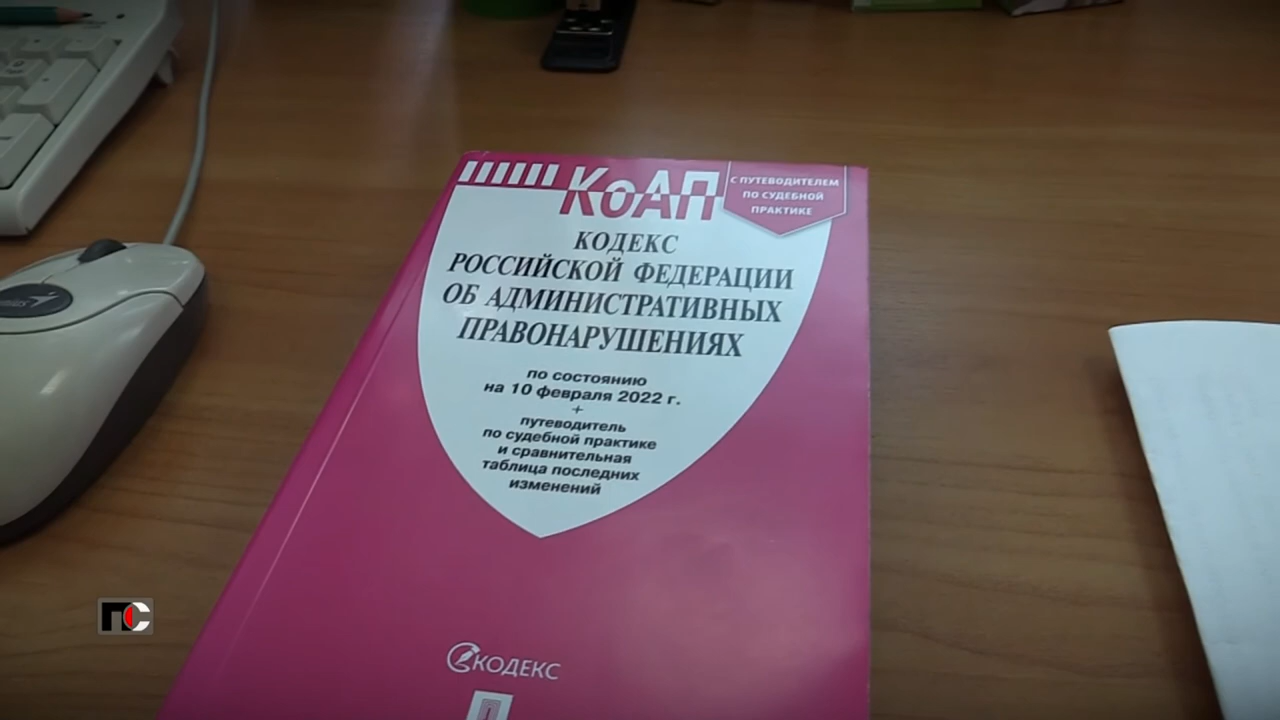 КоАП
С ПУТЕВОДИТЕЛЕМ
ПО СУДЕБНОЙ
ПРАКТИКЕ
КОДЕКС
РОССИЙСКОЙ ФЕДЕРАЦИИ
ОБ АДМИНИСТРАТИВНЫХ
ПРАВОНАРУШЕНИЯХ
по состоянию
на 10 февраля 2022 г.
+
путеводитель
по судебной практике
и сравнительная
таблица последних
изменений
КОДЕКС
ПС